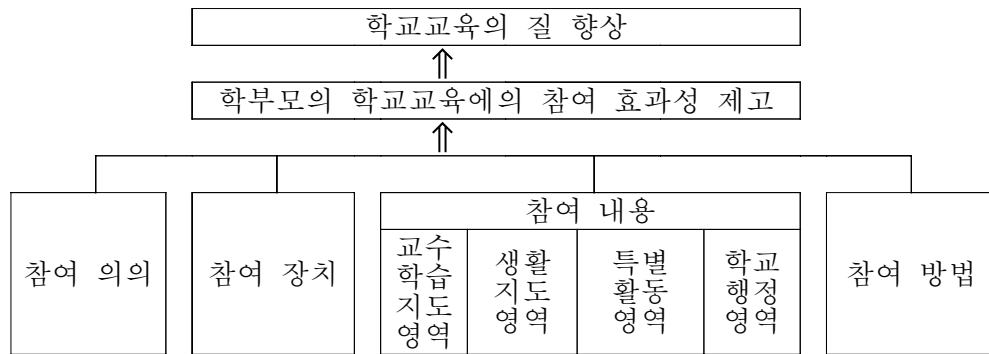 학교교육의 질 향상
⇑
학부모의 학교교육에의 참여 효과성 제고
⇑
참여 의의
참여 장치
참여 내용
교수
학습
지도
영역
생활
지도
영역
특별
활동
영역
학교
행정
영역
참여 방법